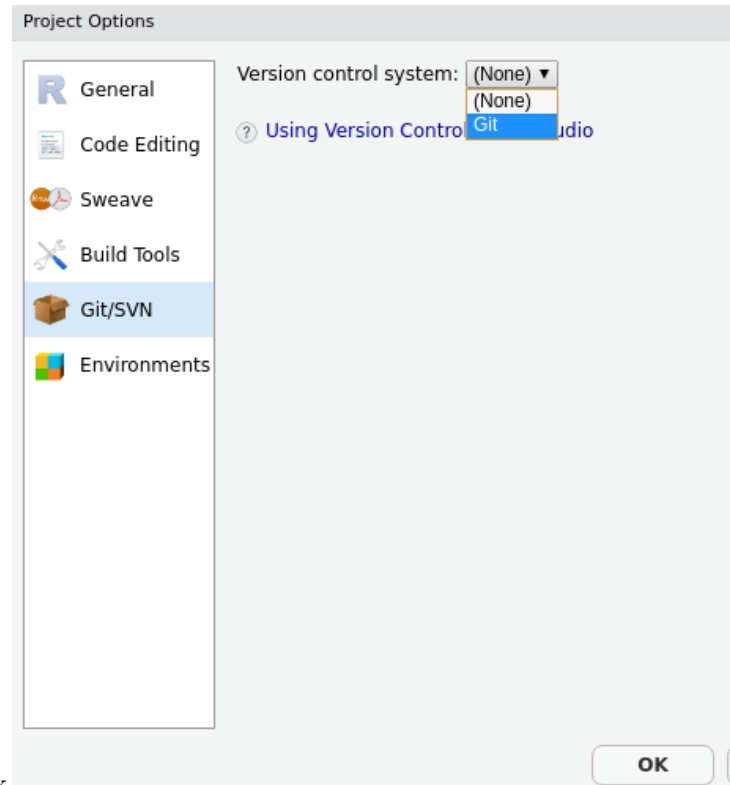 Project Options
General
Code Editing
Sweave
Build Tools
Git/SVN
Environments
Version control system: (None) ▼
(None)
Git
? Using Version Contro udio
OK